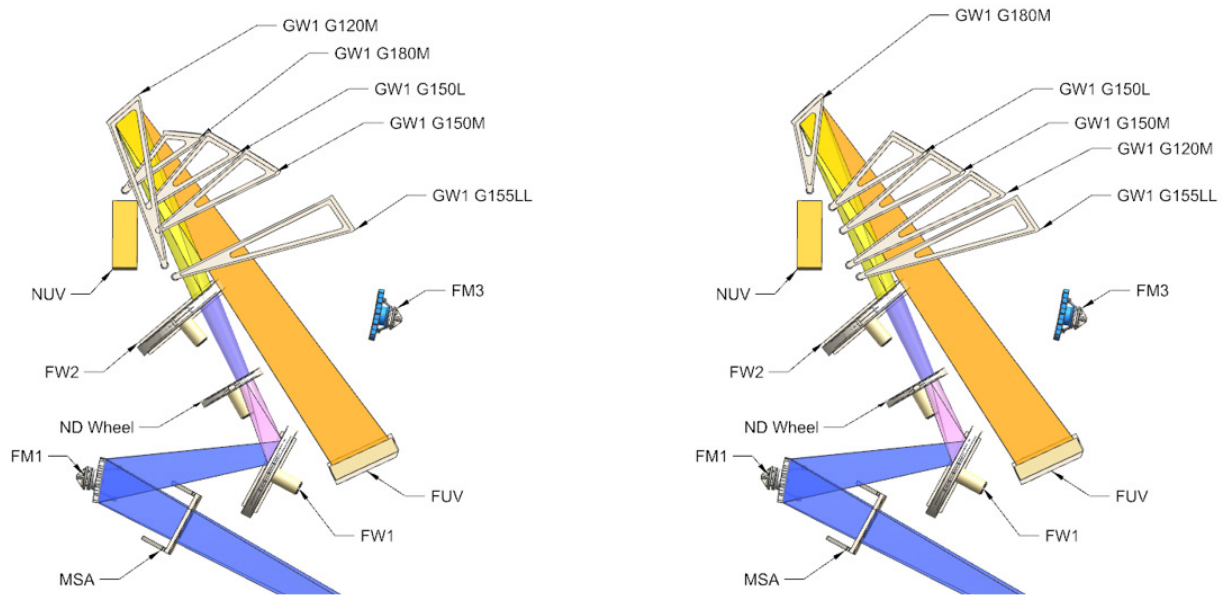 GW1 G120M
GW1 G180M
GW1 G150L
GW1 G150M
GW1 G155LL
NUV
FM3
FW2
ND Wheel
FM1
FUV
FW1
MSA
GW1 G180M
GW1 G150L
GW1 G150M
GW1 G120M
GW1 G155LL
NUV
FM3
FW2
ND Wheel
FM1
FUV
FW1
MSA